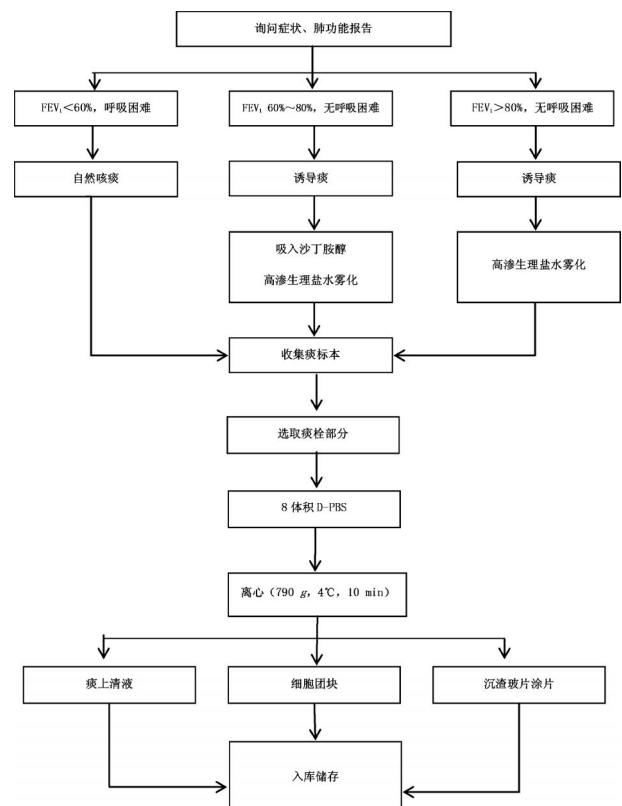 询问症状、肺功能报告
FEV₁＜60%，呼吸困难
FEV₁ 60%～80%，无呼吸困难
FEV₁＞80%，无呼吸困难
自然咳痰
诱导痰
诱导痰
吸入沙丁胺醇
高渗生理盐水雾化
高渗生理盐水雾化
收集痰标本
选取痰栓部分
8 体积 D-PBS
离心（790 g，4℃，10 min）
痰上清液
细胞团块
沉渣玻片涂片
入库储存